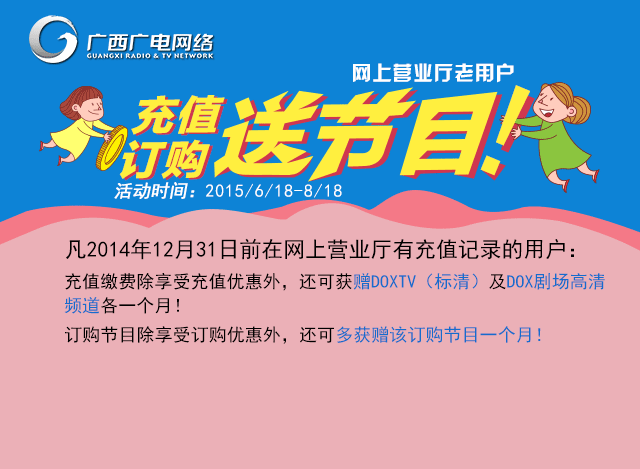 广西广电网络
GUANGXI RADIO & TV NETWORK
网上营业厅老用户
充值
订购
送节目!
活动时间：2015/6/18-8/18
凡2014年12月31日前在网上营业厅有充值记录的用户：
充值缴费除享受充值优惠外，还可获赠DOXTV（标清）及DOX剧场高清
频道各一个月！
订购节目除享受订购优惠外，还可多获赠该订购节目一个月！